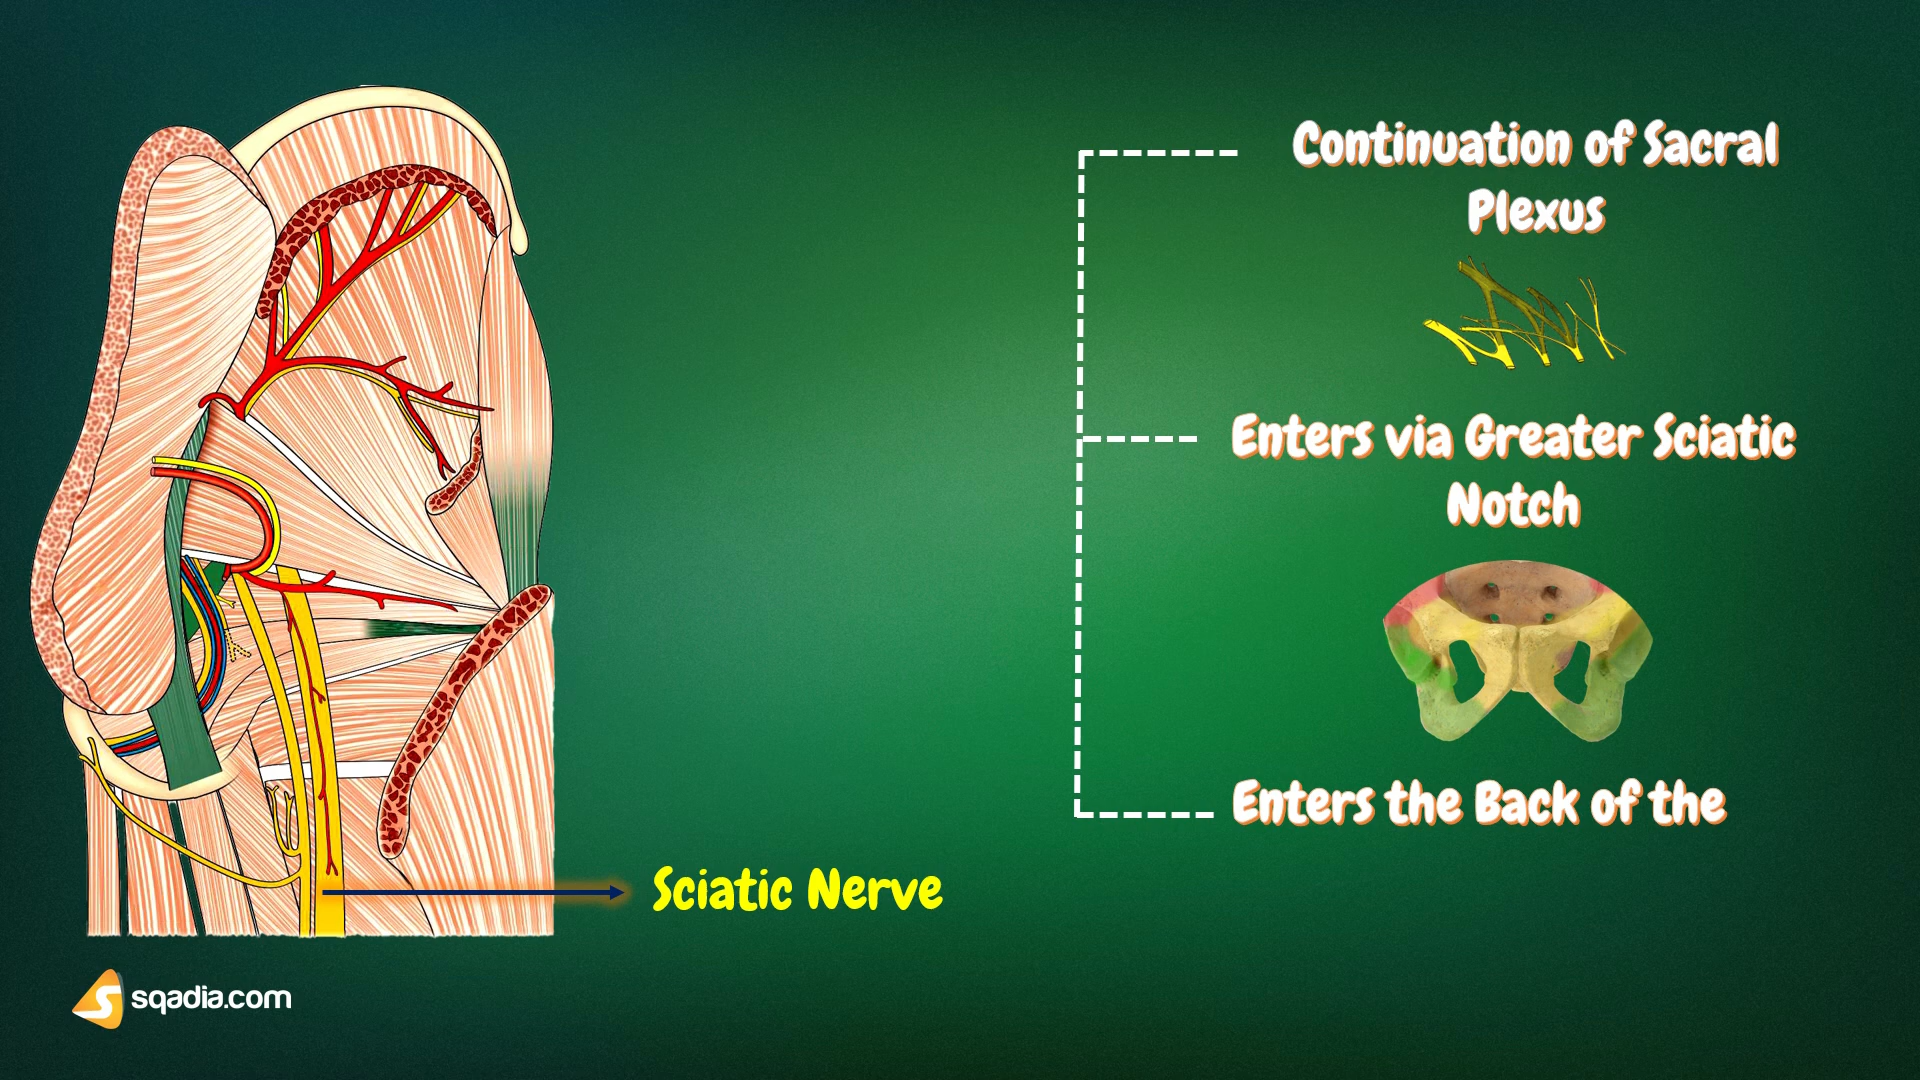 Continuation of Sacral
Plexus
Enters via Greater Sciatic
Notch
Enters the Back of the
Sciatic Nerve
sqadia.com